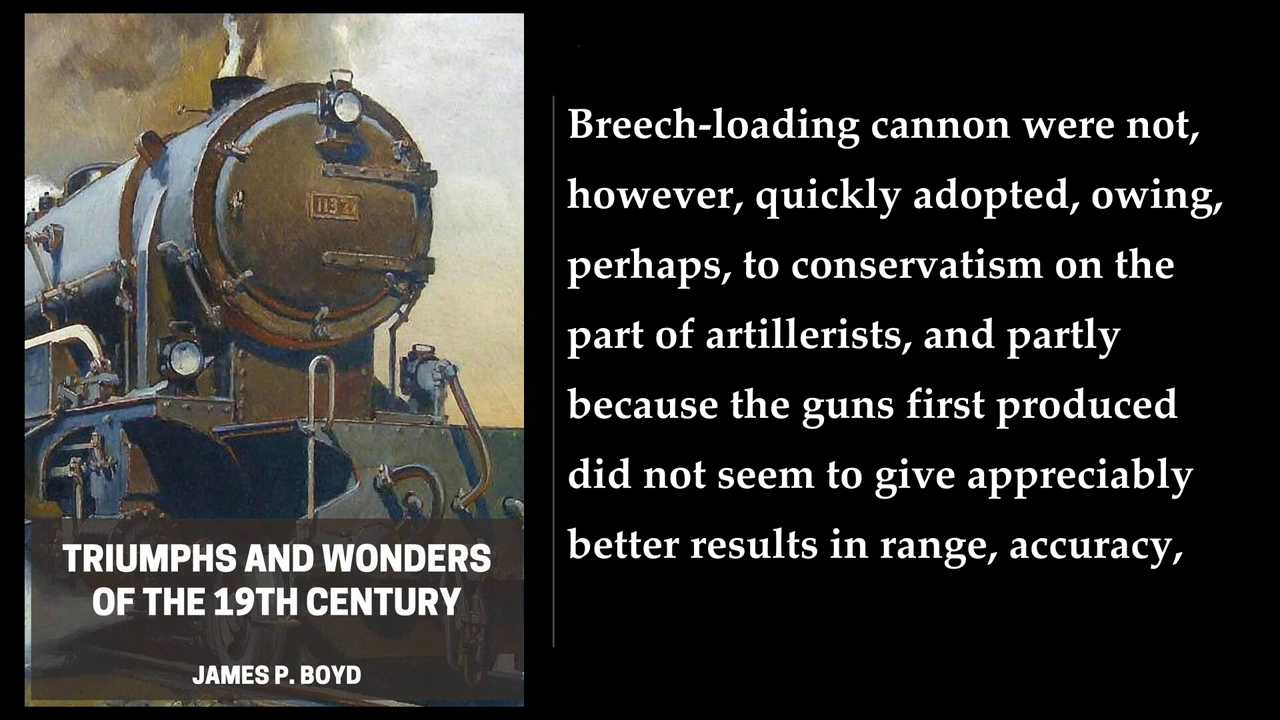 1132
TRIUMPHS AND WONDERS
OF THE 19TH CENTURY
JAMES P. BOYD
Breech-loading cannon were not,
however, quickly adopted, owing,
perhaps, to conservatism on the
part of artillerists, and partly
because the guns first produced
did not seem to give appreciably
better results in range, accuracy,